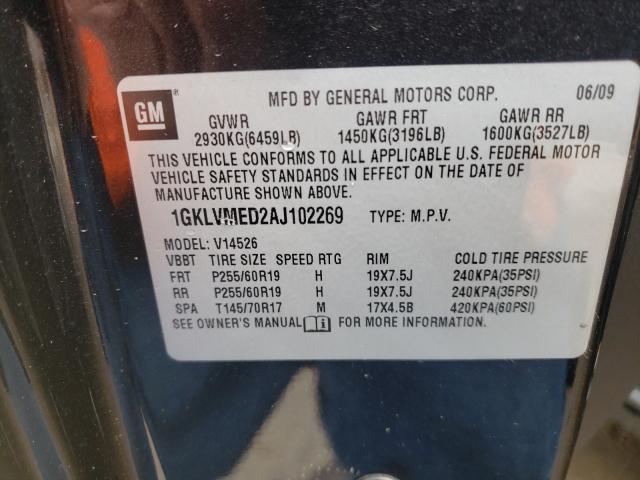 GM
MFD BY GENERAL MOTORS CORP. 06/09
GVWR GAWR FRT GAWR RR
2930KG(6459LB) 1450KG(3196LB) 1600KG(3527LB)
THIS VEHICLE CONFORMS TO ALL APPLICABLE U.S. FEDERAL MOTOR
VEHICLE SAFETY STANDARDS IN EFFECT ON THE DATE OF
MANUFACTURE SHOWN ABOVE.
1GKLVMED2AJ102269 TYPE: M.P.V.
MODEL: V14526
VBBT TIRE SIZE SPEED RTG RIM COLD TIRE PRESSURE
FRT P255/60R19 H 19X7.5J 240KPA(35PSI)
RR P255/60R19 H 19X7.5J 240KPA(35PSI)
SPA T145/70R17 M 17X4.5B 420KPA(60PSI)
SEE OWNER'S MANUAL FOR MORE INFORMATION.